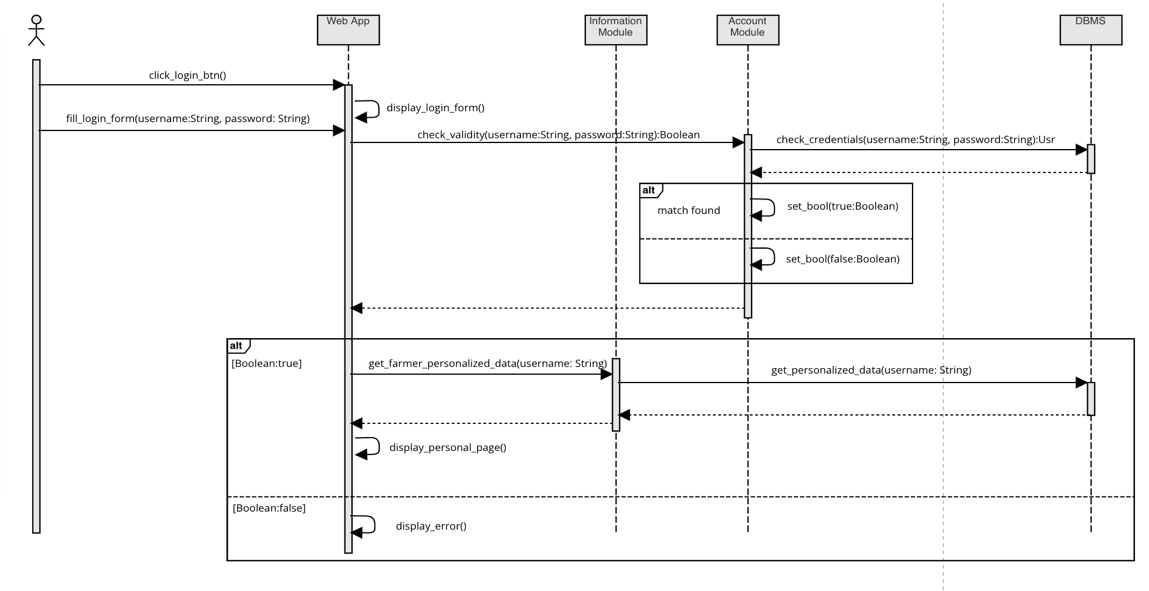 Web App
Information
Module
Account
Module
DBMS
click_login_btn()
display_login_form()
fill_login_form(username:String, password: String)
check_validity(username:String, password:String):Boolean
check_credentials(username:String, password:String):Usr
alt
match found
set_bool(true:Boolean)
set_bool(false:Boolean)
alt
[Boolean:true]
get_farmer_personalized_data(username: String)
get_personalized_data(username: String)
display_personal_page()
[Boolean:false]
display_error()